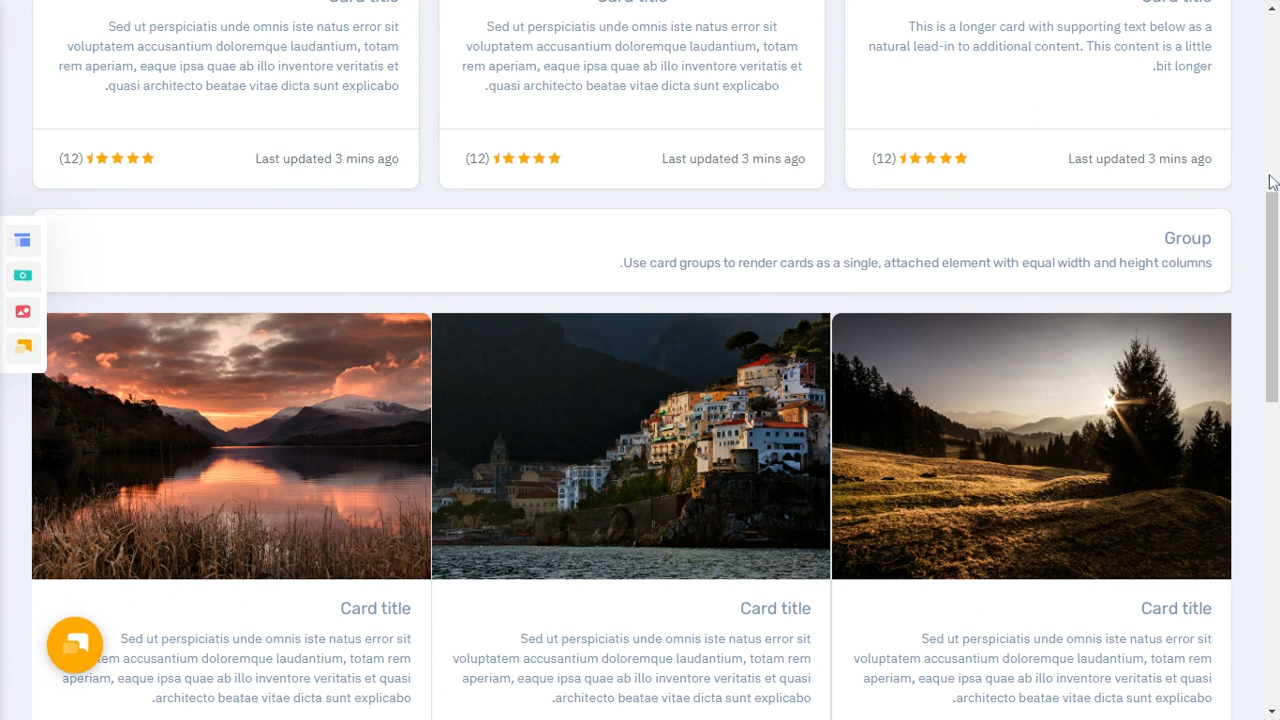 Card title
Sed ut perspiciatis unde omnis iste natus error sit
voluptatem accusantium doloremque laudantium, totam
rem aperiam, eaque ipsa quae ab illo inventore veritatis et
.quasi architecto beatae vitae dicta sunt explicabo
(12)
Last updated 3 mins ago
Card title
Sed ut perspiciatis unde omnis iste natus error sit
voluptatem accusantium doloremque laudantium, totam
rem aperiam, eaque ipsa quae ab illo inventore veritatis et
.quasi architecto beatae vitae dicta sunt explicabo
(12)
Last updated 3 mins ago
Card title
This is a longer card with supporting text below as a
natural lead-in to additional content. This content is a little
.bit longer
(12)
Last updated 3 mins ago
Group
.Use card groups to render cards as a single, attached element with equal width and height columns
Card title
Sed ut perspiciatis unde omnis iste natus error sit
accusantium doloremque laudantium, totam rem
aperiam, eaque ipsa quae ab illo inventore veritatis et quasi
.architecto beatae vitae dicta sunt explicabo
Card title
Sed ut perspiciatis unde omnis iste natus error sit
voluptatem accusantium doloremque laudantium, totam rem
aperiam, eaque ipsa quae ab illo inventore veritatis et quasi
.architecto beatae vitae dicta sunt explicabo
Card title
Sed ut perspiciatis unde omnis iste natus error sit
voluptatem accusantium doloremque laudantium, totam rem
aperiam, eaque ipsa quae ab illo inventore veritatis et quasi
.architecto beatae vitae dicta sunt explicabo